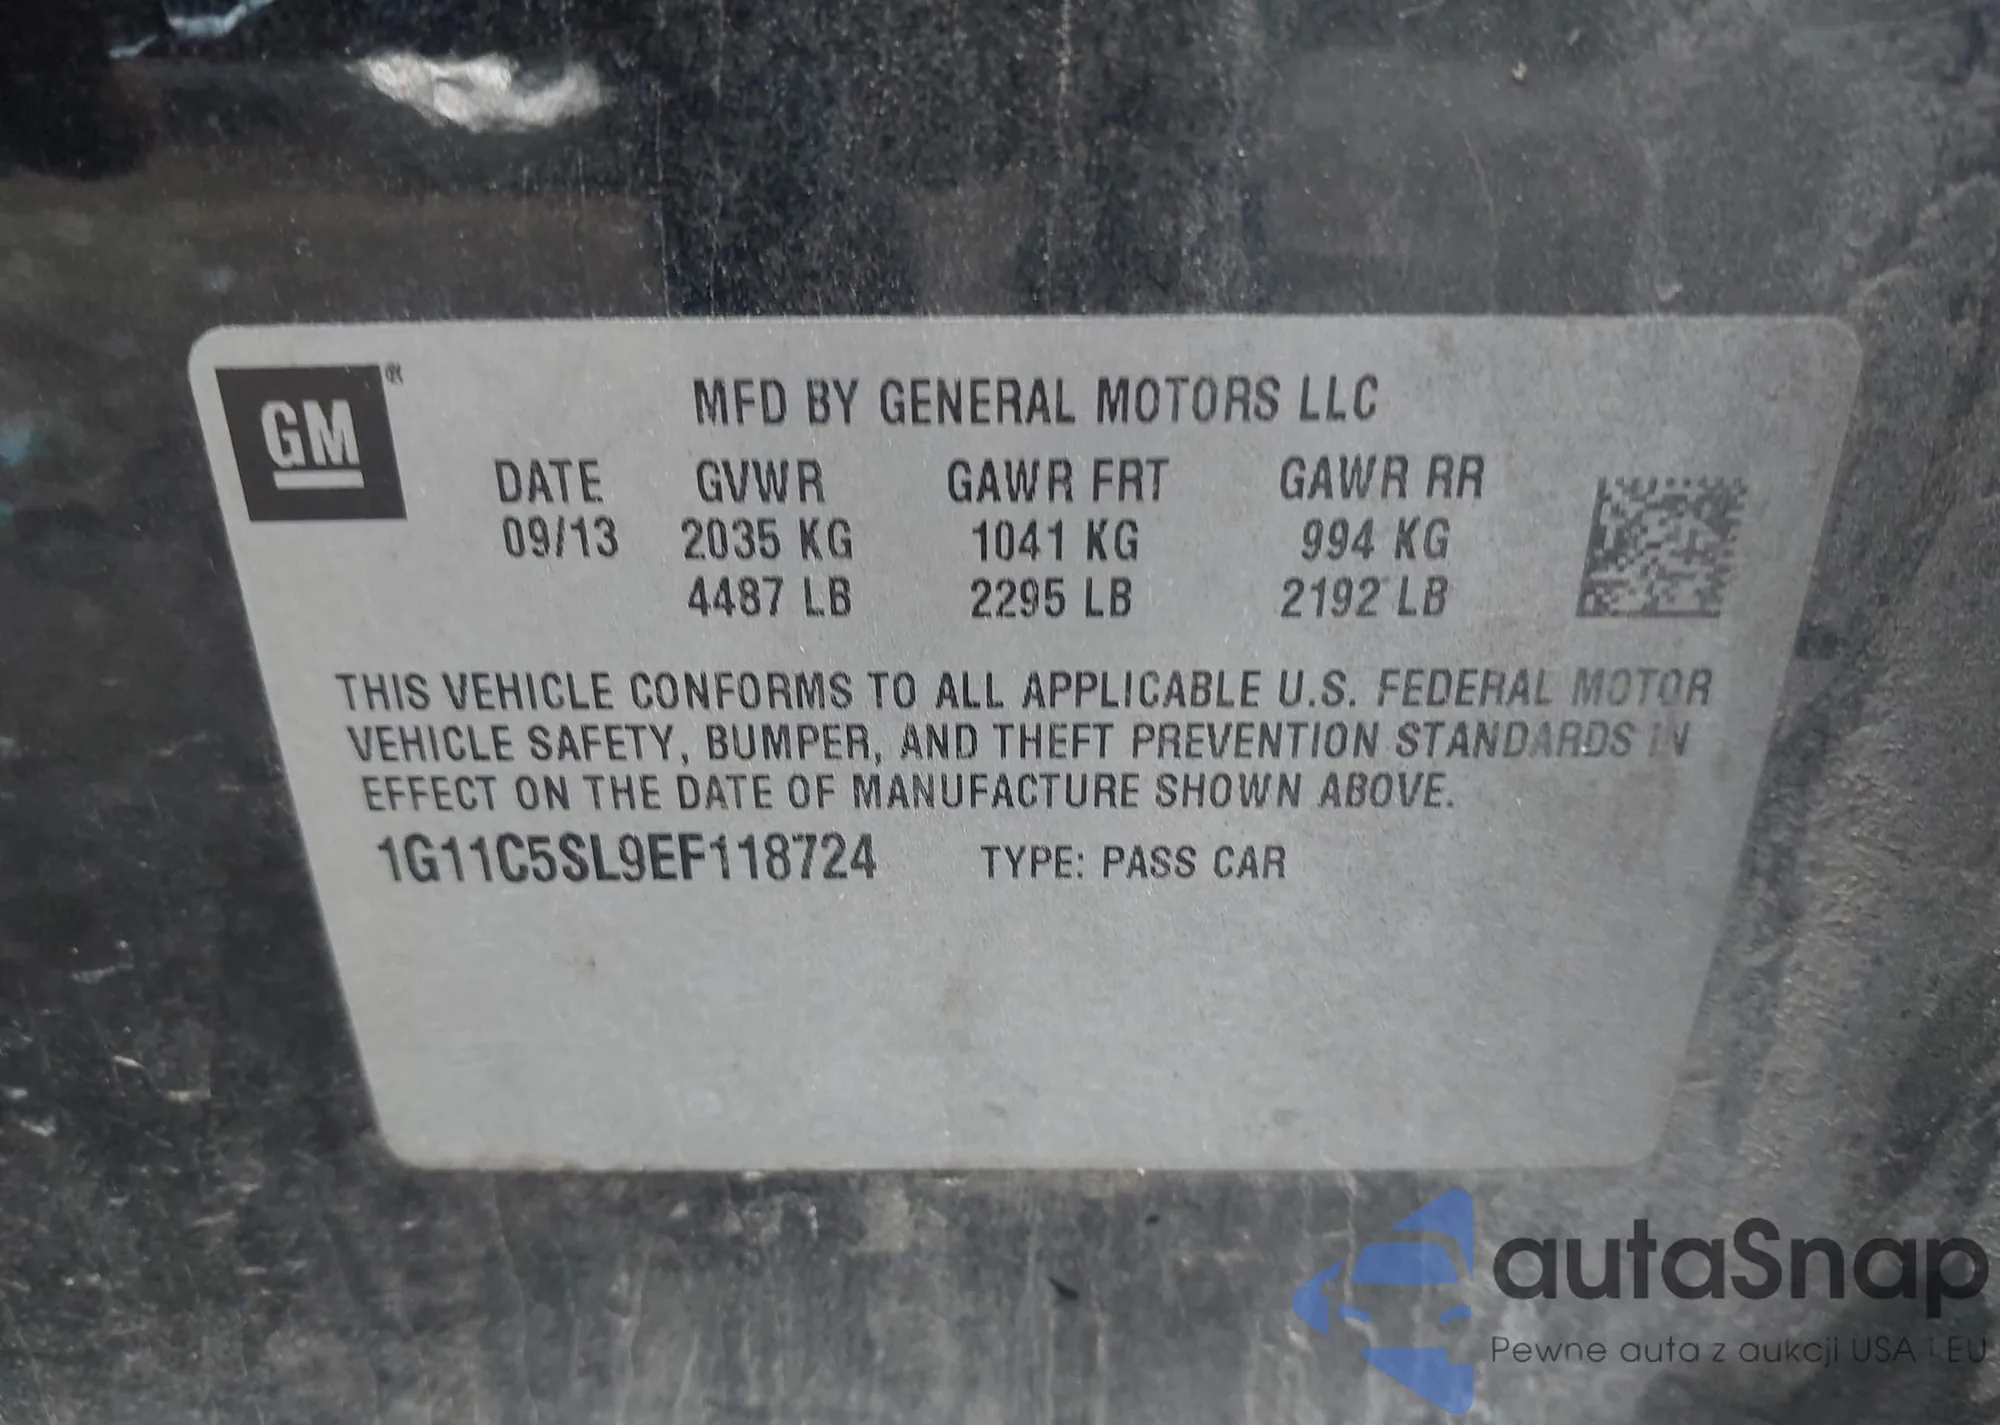 GM ®
MFD BY GENERAL MOTORS LLC
DATE GVWR GAWR FRT GAWR RR
09/13 2035 KG 1041 KG 994 KG
4487 LB 2295 LB 2192 LB
THIS VEHICLE CONFORMS TO ALL APPLICABLE U.S. FEDERAL MOTOR
VEHICLE SAFETY, BUMPER, AND THEFT PREVENTION STANDARDS IN
EFFECT ON THE DATE OF MANUFACTURE SHOWN ABOVE.
1G11C5SL9EF118724 TYPE: PASS CAR
autaSnap
Pewne auta z aukcji USA i EU